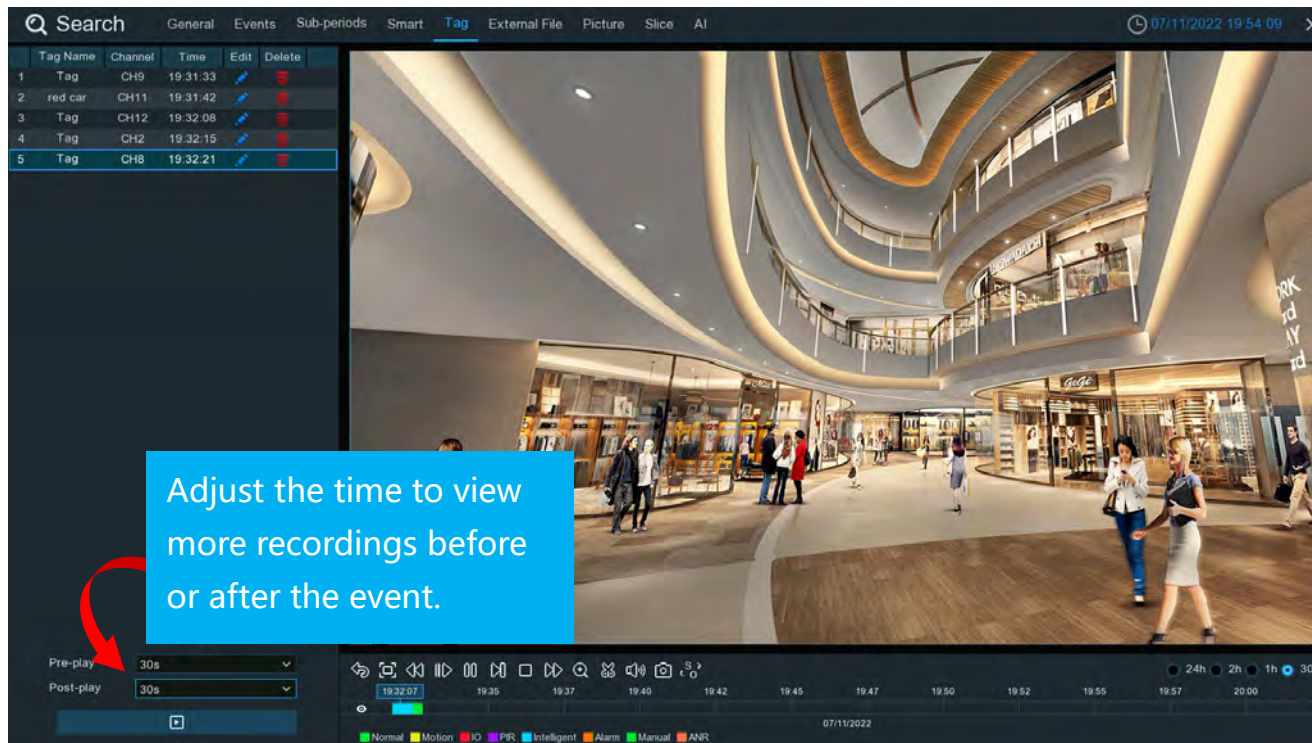 Search General Events Sub-periods Smart Tag External File Picture Slice AI 07/11/2022 19:54:09
Tag Name Channel Time Edit Delete
1 Tag CH9 19:31:33
2 red car CH11 19:31:42
3 Tag CH12 19:32:08
4 Tag CH2 19:32:15
5 Tag CH8 19:32:21
GeGe
Adjust the time to view
more recordings before
or after the event.
Pre-play 30s
Post-play 30s
24h 2h 1h 30
19:32:07 19:35 19:37 19:40 19:42 19:45 19:47 19:50 19:52 19:55 19:57 20:00
07/11/2022
Normal Motion IO PIR Intelligent Alarm Manual ANR